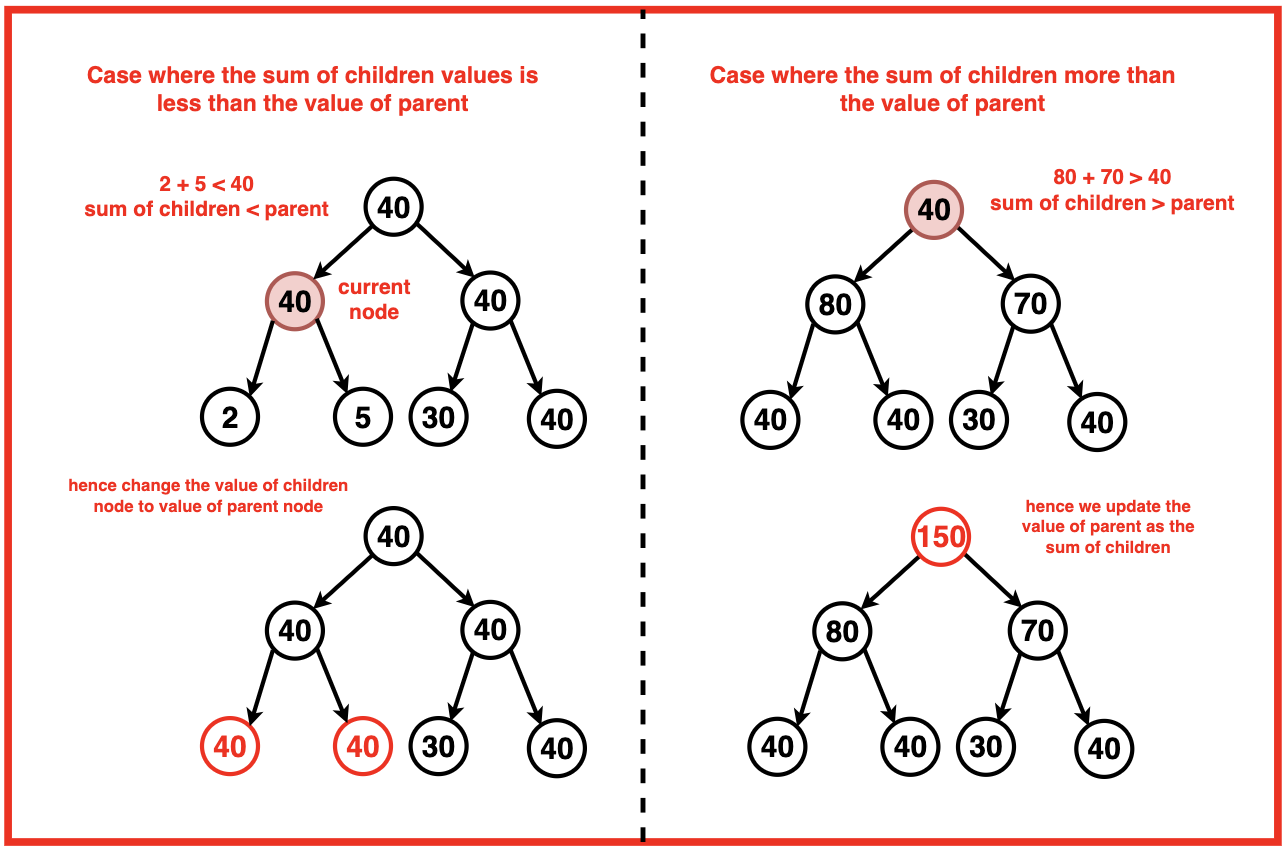 Case where the sum of children values is
less than the value of parent
2 + 5 < 40
sum of children < parent
40
40
current
node
40
2
5
30
40
hence change the value of children
node to value of parent node
40
40
40
40
40
30
40
Case where the sum of children more than
the value of parent
80 + 70 > 40
sum of children > parent
40
80
70
40
40
30
40
hence we update the
value of parent as the
sum of children
150
80
70
40
40
30
40